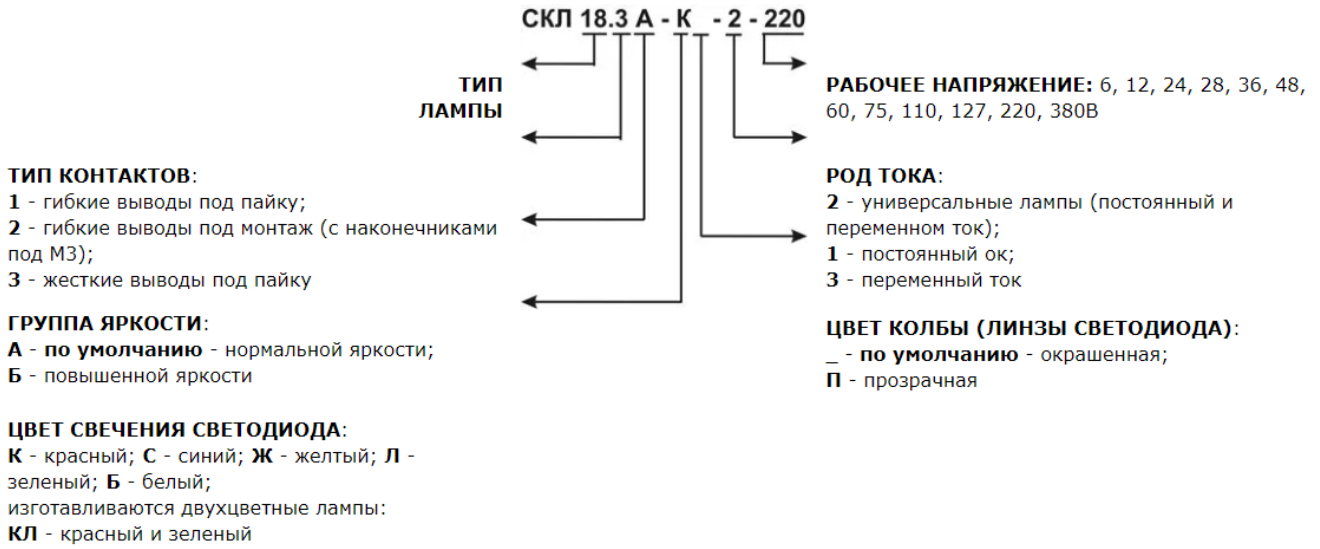 СКЛ 18.3 А - К _ - 2 - 220
ТИП
ЛАМПЫ
ТИП КОНТАКТОВ:
1 - гибкие выводы под пайку;
2 - гибкие выводы под монтаж (с наконечниками
под М3);
3 - жесткие выводы под пайку
ГРУППА ЯРКОСТИ:
А - по умолчанию - нормальной яркости;
Б - повышенной яркости
ЦВЕТ СВЕЧЕНИЯ СВЕТОДИОДА:
К - красный; С - синий; Ж - желтый; Л -
зеленый; Б - белый;
изготавливаются двухцветные лампы:
КЛ - красный и зеленый
РАБОЧЕЕ НАПРЯЖЕНИЕ: 6, 12, 24, 28, 36, 48,
60, 75, 110, 127, 220, 380В
РОД ТОКА:
2 - универсальные лампы (постоянный и
переменном ток);
1 - постоянный ок;
3 - переменный ток
ЦВЕТ КОЛБЫ (ЛИНЗЫ СВЕТОДИОДА):
_ - по умолчанию - окрашенная;
П - прозрачная